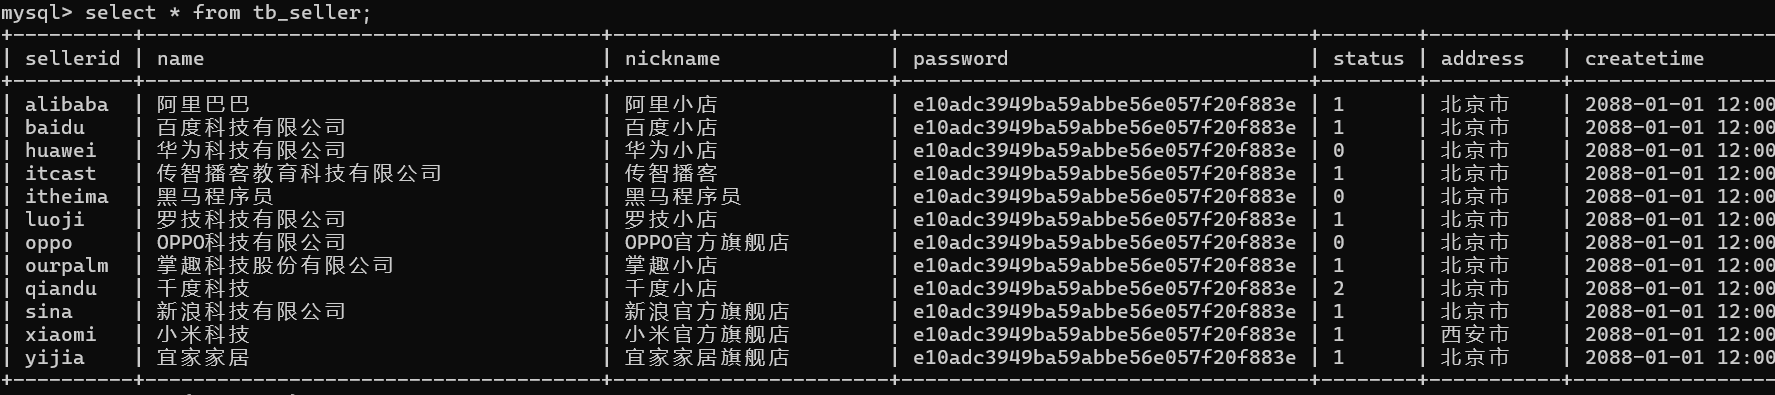 mysql> select * from tb_seller;
+----------+--------------------------------------+-----------------------+----------------------------------+--------+-----------+-----------------
| sellerid | name | nickname | password | status | address | createtime
+----------+--------------------------------------+-----------------------+----------------------------------+--------+-----------+-----------------
| alibaba | 阿里巴巴 | 阿里小店 | e10adc3949ba59abbe56e057f20f883e | 1 | 北京市 | 2088-01-01 12:00
| baidu | 百度科技有限公司 | 百度小店 | e10adc3949ba59abbe56e057f20f883e | 1 | 北京市 | 2088-01-01 12:00
| huawei | 华为科技有限公司 | 华为小店 | e10adc3949ba59abbe56e057f20f883e | 0 | 北京市 | 2088-01-01 12:00
| itcast | 传智播客教育科技有限公司 | 传智播客 | e10adc3949ba59abbe56e057f20f883e | 1 | 北京市 | 2088-01-01 12:00
| itheima | 黑马程序员 | 黑马程序员 | e10adc3949ba59abbe56e057f20f883e | 0 | 北京市 | 2088-01-01 12:00
| luoji | 罗技科技有限公司 | 罗技小店 | e10adc3949ba59abbe56e057f20f883e | 1 | 北京市 | 2088-01-01 12:00
| oppo | OPPO科技有限公司 | OPPO官方旗舰店 | e10adc3949ba59abbe56e057f20f883e | 0 | 北京市 | 2088-01-01 12:00
| ourpalm | 掌趣科技股份有限公司 | 掌趣小店 | e10adc3949ba59abbe56e057f20f883e | 1 | 北京市 | 2088-01-01 12:00
| qiandu | 千度科技 | 千度小店 | e10adc3949ba59abbe56e057f20f883e | 2 | 北京市 | 2088-01-01 12:00
| sina | 新浪科技有限公司 | 新浪官方旗舰店 | e10adc3949ba59abbe56e057f20f883e | 1 | 北京市 | 2088-01-01 12:00
| xiaomi | 小米科技 | 小米官方旗舰店 | e10adc3949ba59abbe56e057f20f883e | 1 | 西安市 | 2088-01-01 12:00
| yijia | 宜家家居 | 宜家家居旗舰店 | e10adc3949ba59abbe56e057f20f883e | 1 | 北京市 | 2088-01-01 12:00
+----------+--------------------------------------+-----------------------+----------------------------------+--------+-----------+-----------------